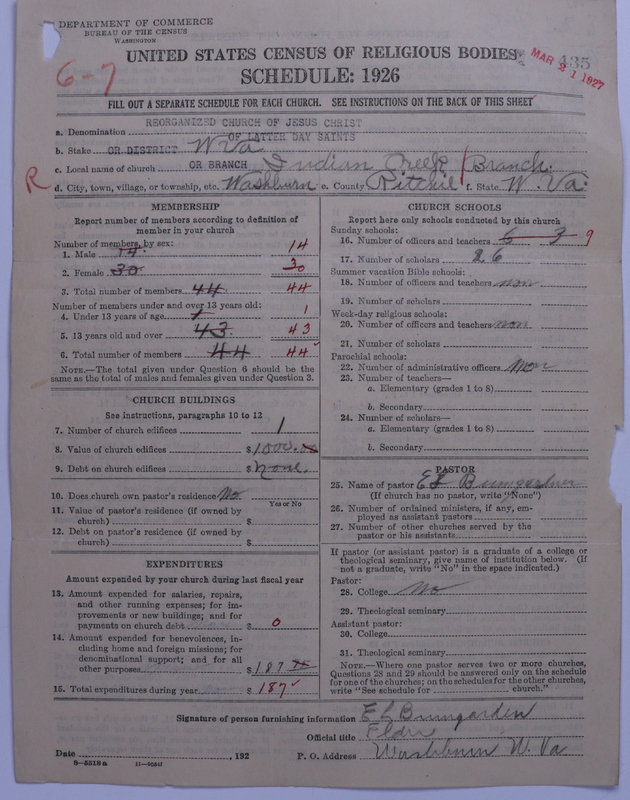 DEPARTMENT OF COMMERCE
BUREAU OF THE CENSUS
WASHINGTON
UNITED STATES CENSUS OF RELIGIOUS BODIES
435
MAR 21 1927
6-7
SCHEDULE: 1926
FILL OUT A SEPARATE SCHEDULE FOR EACH CHURCH. SEE INSTRUCTIONS ON THE BACK OF THIS SHEET
REORGANIZED CHURCH OF JESUS CHRIST
a. Denomination OF LATTER DAY SAINTS
b. Stake OR DISTRICT W Va
c. Local name of church OR BRANCH Indian Creek Branch.
R
d. City, town, village, or township, etc. Washburn e. County Ritchie f. State W. Va.
MEMBERSHIP
Report number of members according to definition of
member in your church
Number of members, by sex:
1. Male 14. 14
2. Female 30 30
3. Total number of members 44 44
Number of members under and over 13 years old:
4. Under 13 years of age 1 1
5. 13 years old and over 43 43
6. Total number of members 44 44
NOTE.—The total given under Question 6 should be
same as the total of males and females given under Question 3.
CHURCH BUILDINGS
See instructions, paragraphs 10 to 12
7. Number of church edifices 1
8. Value of church edifices $1000.00
9. Debt on church edifices $None.
10. Does church own pastor's residence No
Yes or No
11. Value of pastor's residence (if owned by
church) $
12. Debt on pastor's residence (if owned by
church) $
EXPENDITURES
Amount expended by your church during last fiscal year
13. Amount expended for salaries, repairs,
and other running expenses; for im-
provements or new buildings; and for
payments on church debt $ 0
14. Amount expended for benevolences, in-
cluding home and foreign missions; for
denominational support; and for all
other purposes $187
15. Total expenditures during year $187
CHURCH SCHOOLS
Report here only schools conducted by this church
Sunday schools:
16. Number of officers and teachers 6 3 9
17. Number of scholars 26
Summer vacation Bible schools:
18. Number of officers and teachers non
19. Number of scholars
Week-day religious schools:
20. Number of officers and teachers non
21. Number of scholars
Parochial schools:
22. Number of administrative officers Non
23. Number of teachers—
a. Elementary (grades 1 to 8)
b. Secondary
24. Number of scholars—
a. Elementary (grades 1 to 8)
b. Secondary
PASTOR
25. Name of pastor E L Bumgardner
(If church has no pastor, write "None")
26. Number of ordained ministers, if any, em-
ployed as assistant pastors
27. Number of other churches served by the
pastor or his assistants
If pastor (or assistant pastor) is a graduate of a college or
theological seminary, give name of institution below. (If
not a graduate, write "No" in the space indicated.)
Pastor:
28. College No
29. Theological seminary
Assistant pastor:
30. College
31. Theological seminary
NOTE.—Where one pastor serves two or more churches,
Questions 28 and 29 should be answered only on the schedule
for one of the churches; on the schedules for the other churches,
write "See schedule for church."
Signature of person furnishing information E L Bumgarden
Official title Elder
Date , 192 P. O. Address Washburn W. Va
8-5518a